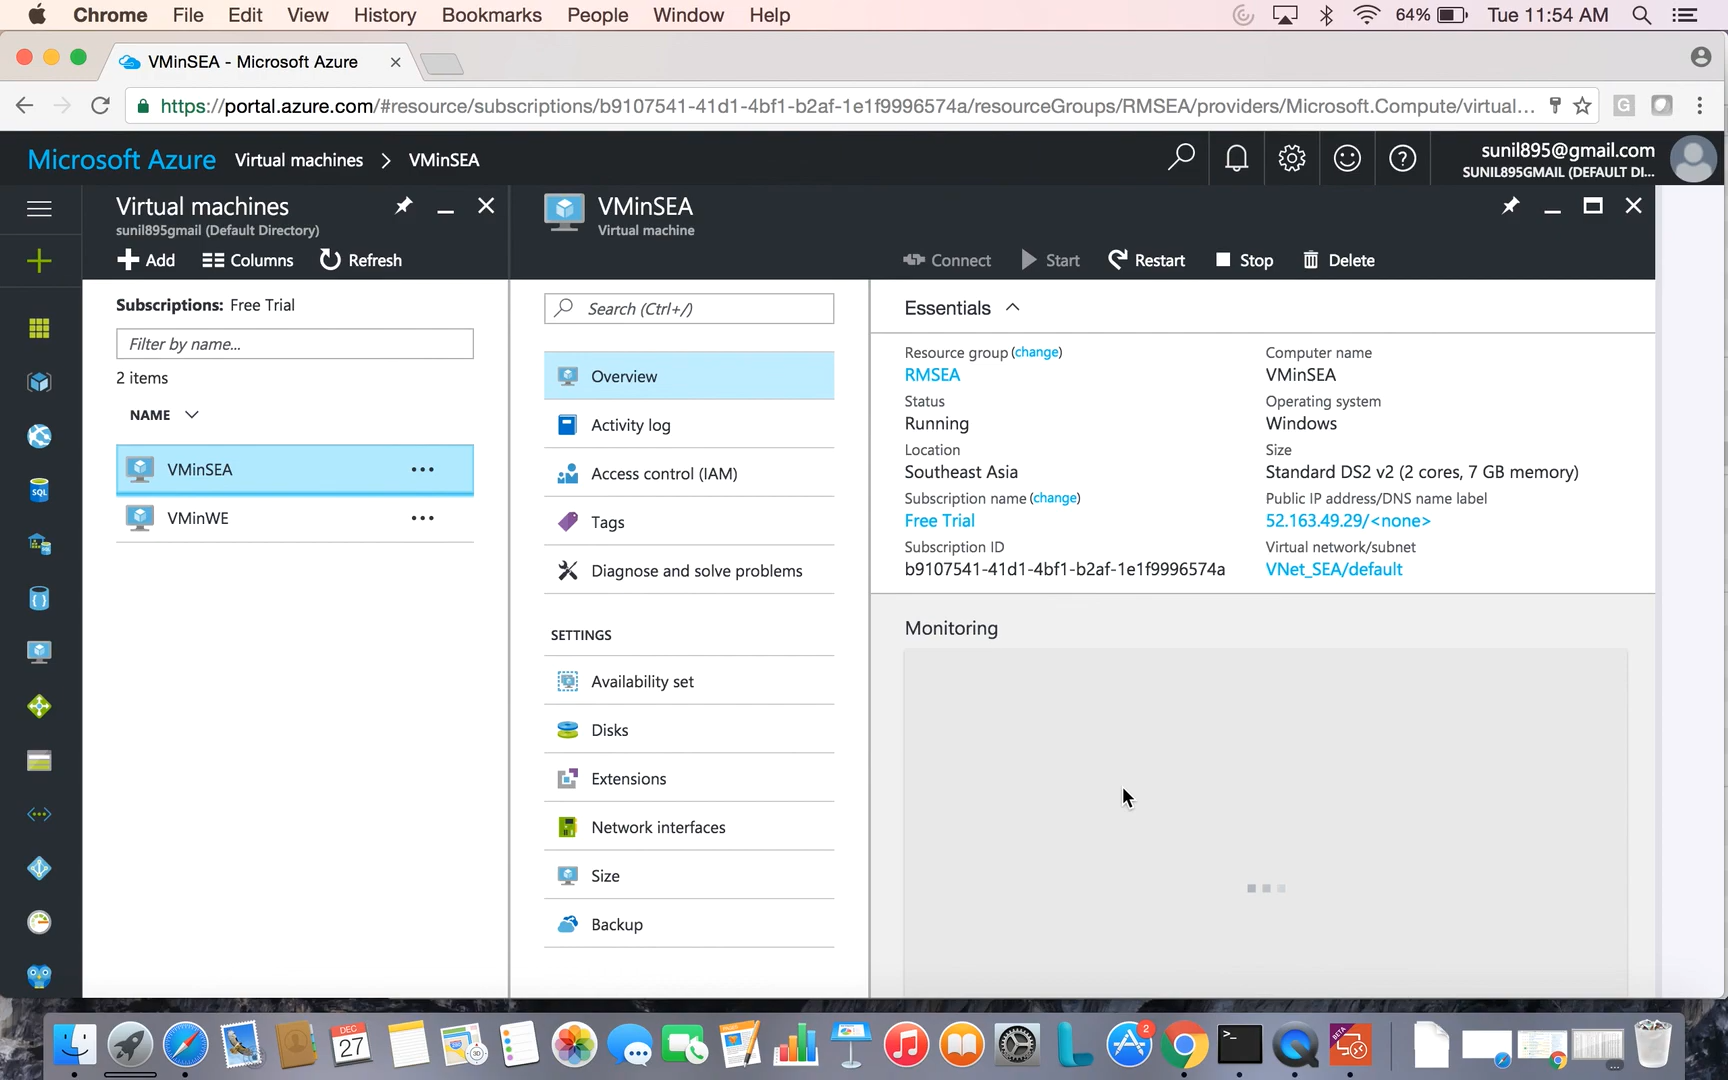 Chrome File Edit View History Bookmarks People Window Help 64% Tue 11:54 AM
VMinSEA - Microsoft Azure
https://portal.azure.com/#resource/subscriptions/b9107541-41d1-4bf1-b2af-1e1f9996574a/resourceGroups/RMSEA/providers/Microsoft.Compute/virtual... G
Microsoft Azure Virtual machines > VMinSEA
sunil895@gmail.com
SUNIL895GMAIL (DEFAULT DI...
Virtual machines
sunil895gmail (Default Directory)
Add Columns Refresh
VMinSEA
Virtual machine
Connect Start Restart Stop Delete
Subscriptions: Free Trial
Filter by name...
2 items
NAME
VMinSEA
VMinWE
SQL
Search (Ctrl+/)
Overview
Activity log
Access control (IAM)
Tags
Diagnose and solve problems
SETTINGS
Availability set
Disks
Extensions
Network interfaces
Size
Backup
Essentials
Resource group (change)
RMSEA
Status
Running
Location
Southeast Asia
Subscription name (change)
Free Trial
Subscription ID
b9107541-41d1-4bf1-b2af-1e1f9996574a
Computer name
VMinSEA
Operating system
Windows
Size
Standard DS2 v2 (2 cores, 7 GB memory)
Public IP address/DNS name label
52.163.49.29/<none>
Virtual network/subnet
VNet_SEA/default
Monitoring
DEC
27
2
BETA